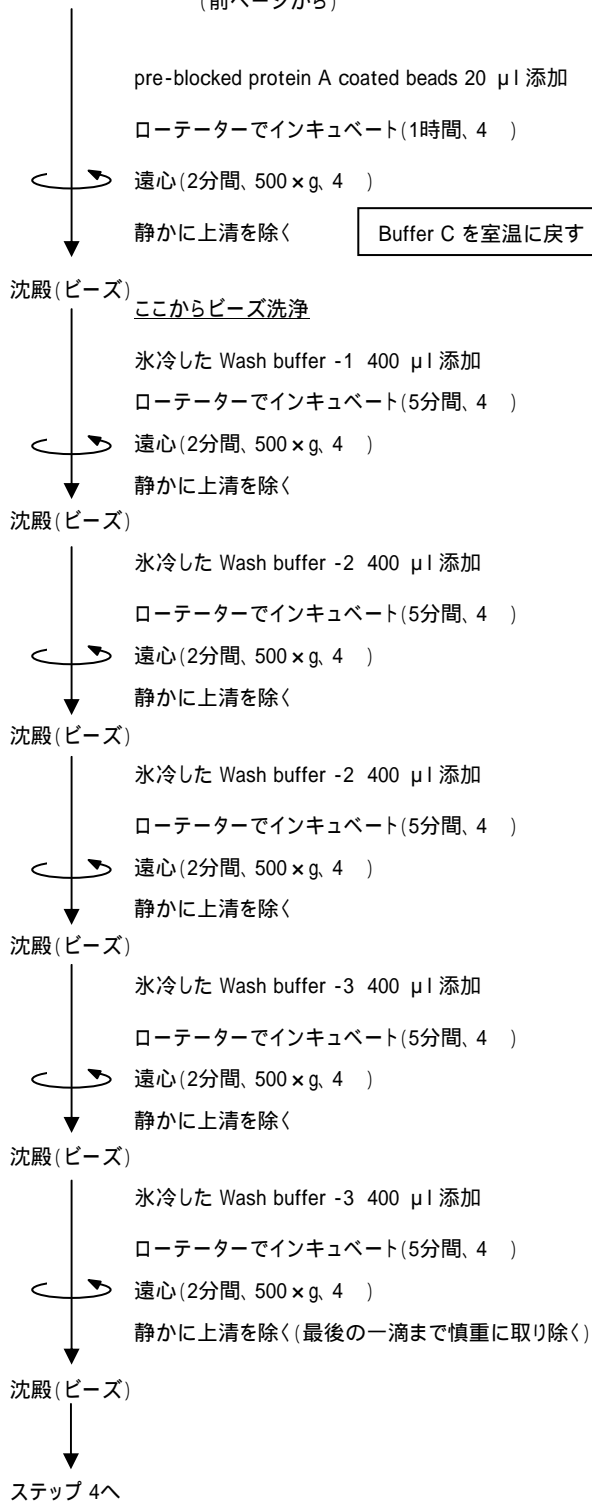 (前ページから)
pre-blocked protein A coated beads 20 μl 添加
ローテーターでインキュベート(1時間、4 )
遠心(2分間、500×g、4 )
静かに上清を除く
Buffer C を室温に戻す
沈殿(ビーズ)
ここからビーズ洗浄
氷冷した Wash buffer -1 400 μl 添加
ローテーターでインキュベート(5分間、4 )
遠心(2分間、500×g、4 )
静かに上清を除く
沈殿(ビーズ)
氷冷した Wash buffer -2 400 μl 添加
ローテーターでインキュベート(5分間、4 )
遠心(2分間、500×g、4 )
静かに上清を除く
沈殿(ビーズ)
氷冷した Wash buffer -2 400 μl 添加
ローテーターでインキュベート(5分間、4 )
遠心(2分間、500×g、4 )
静かに上清を除く
沈殿(ビーズ)
氷冷した Wash buffer -3 400 μl 添加
ローテーターでインキュベート(5分間、4 )
遠心(2分間、500×g、4 )
静かに上清を除く
沈殿(ビーズ)
氷冷した Wash buffer -3 400 μl 添加
ローテーターでインキュベート(5分間、4 )
遠心(2分間、500×g、4 )
静かに上清を除く(最後の一滴まで慎重に取り除く)
沈殿(ビーズ)
ステップ 4へ